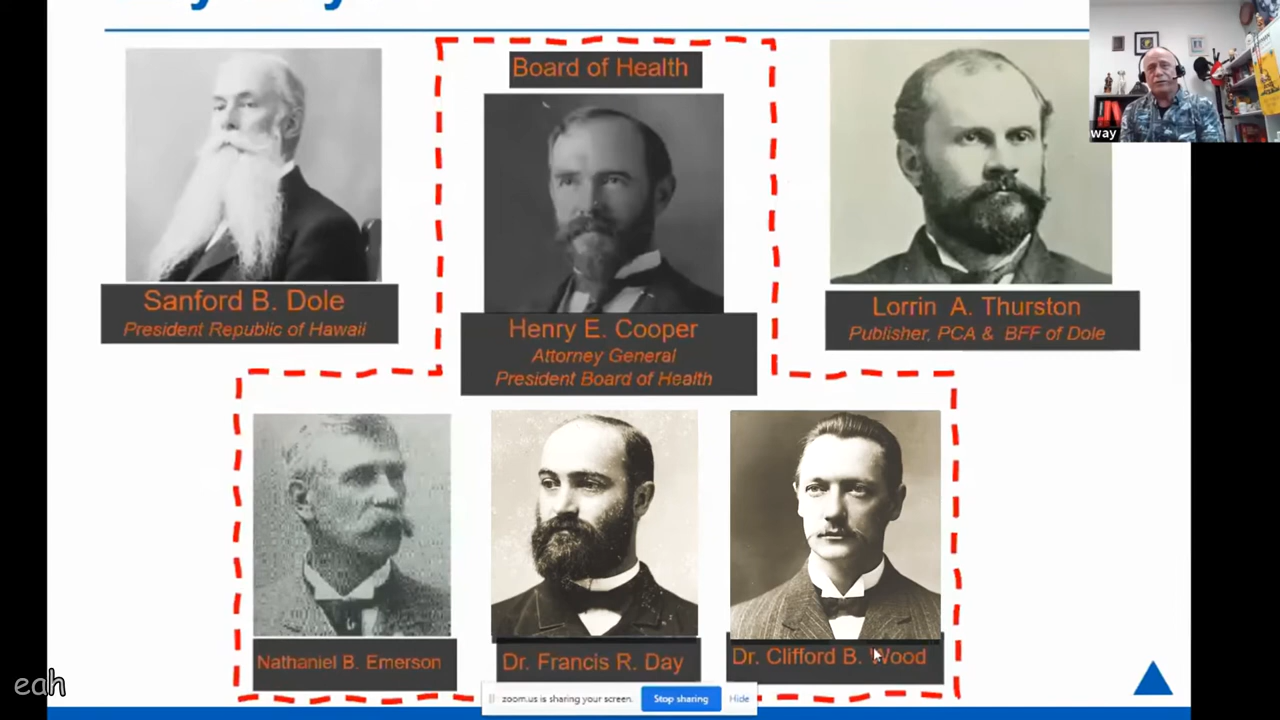 Board of Health
way
Sanford B. Dole
President Republic of Hawaii
Henry E. Cooper
Attorney General
President Board of Health
Lorrin A. Thurston
Publisher, PCA & BFF of Dole
Nathaniel B. Emerson
Dr. Francis R. Day
Dr. Clifford B. Wood
eah
zoom.us is sharing your screen.
Stop sharing
Hide